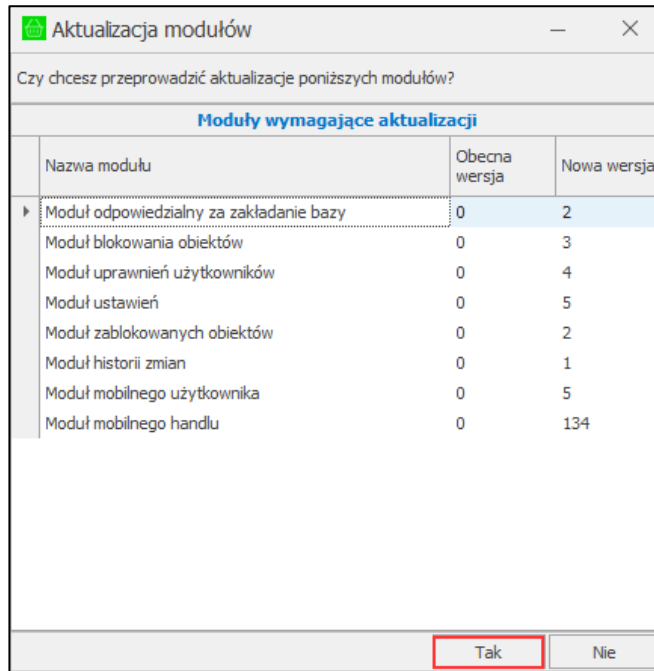 Aktualizacja modułów
Czy chcesz przeprowadzić aktualizacje poniższych modułów?
Moduły wymagające aktualizacji
Nazwa modułu Obecna wersja Nowa wersja
Moduł odpowiedzialny za zakładanie bazy 0 2
Moduł blokowania obiektów 0 3
Moduł uprawnień użytkowników 0 4
Moduł ustawień 0 5
Moduł zablokowanych obiektów 0 2
Moduł historii zmian 0 1
Moduł mobilnego użytkownika 0 5
Moduł mobilnego handlu 0 134
Tak Nie